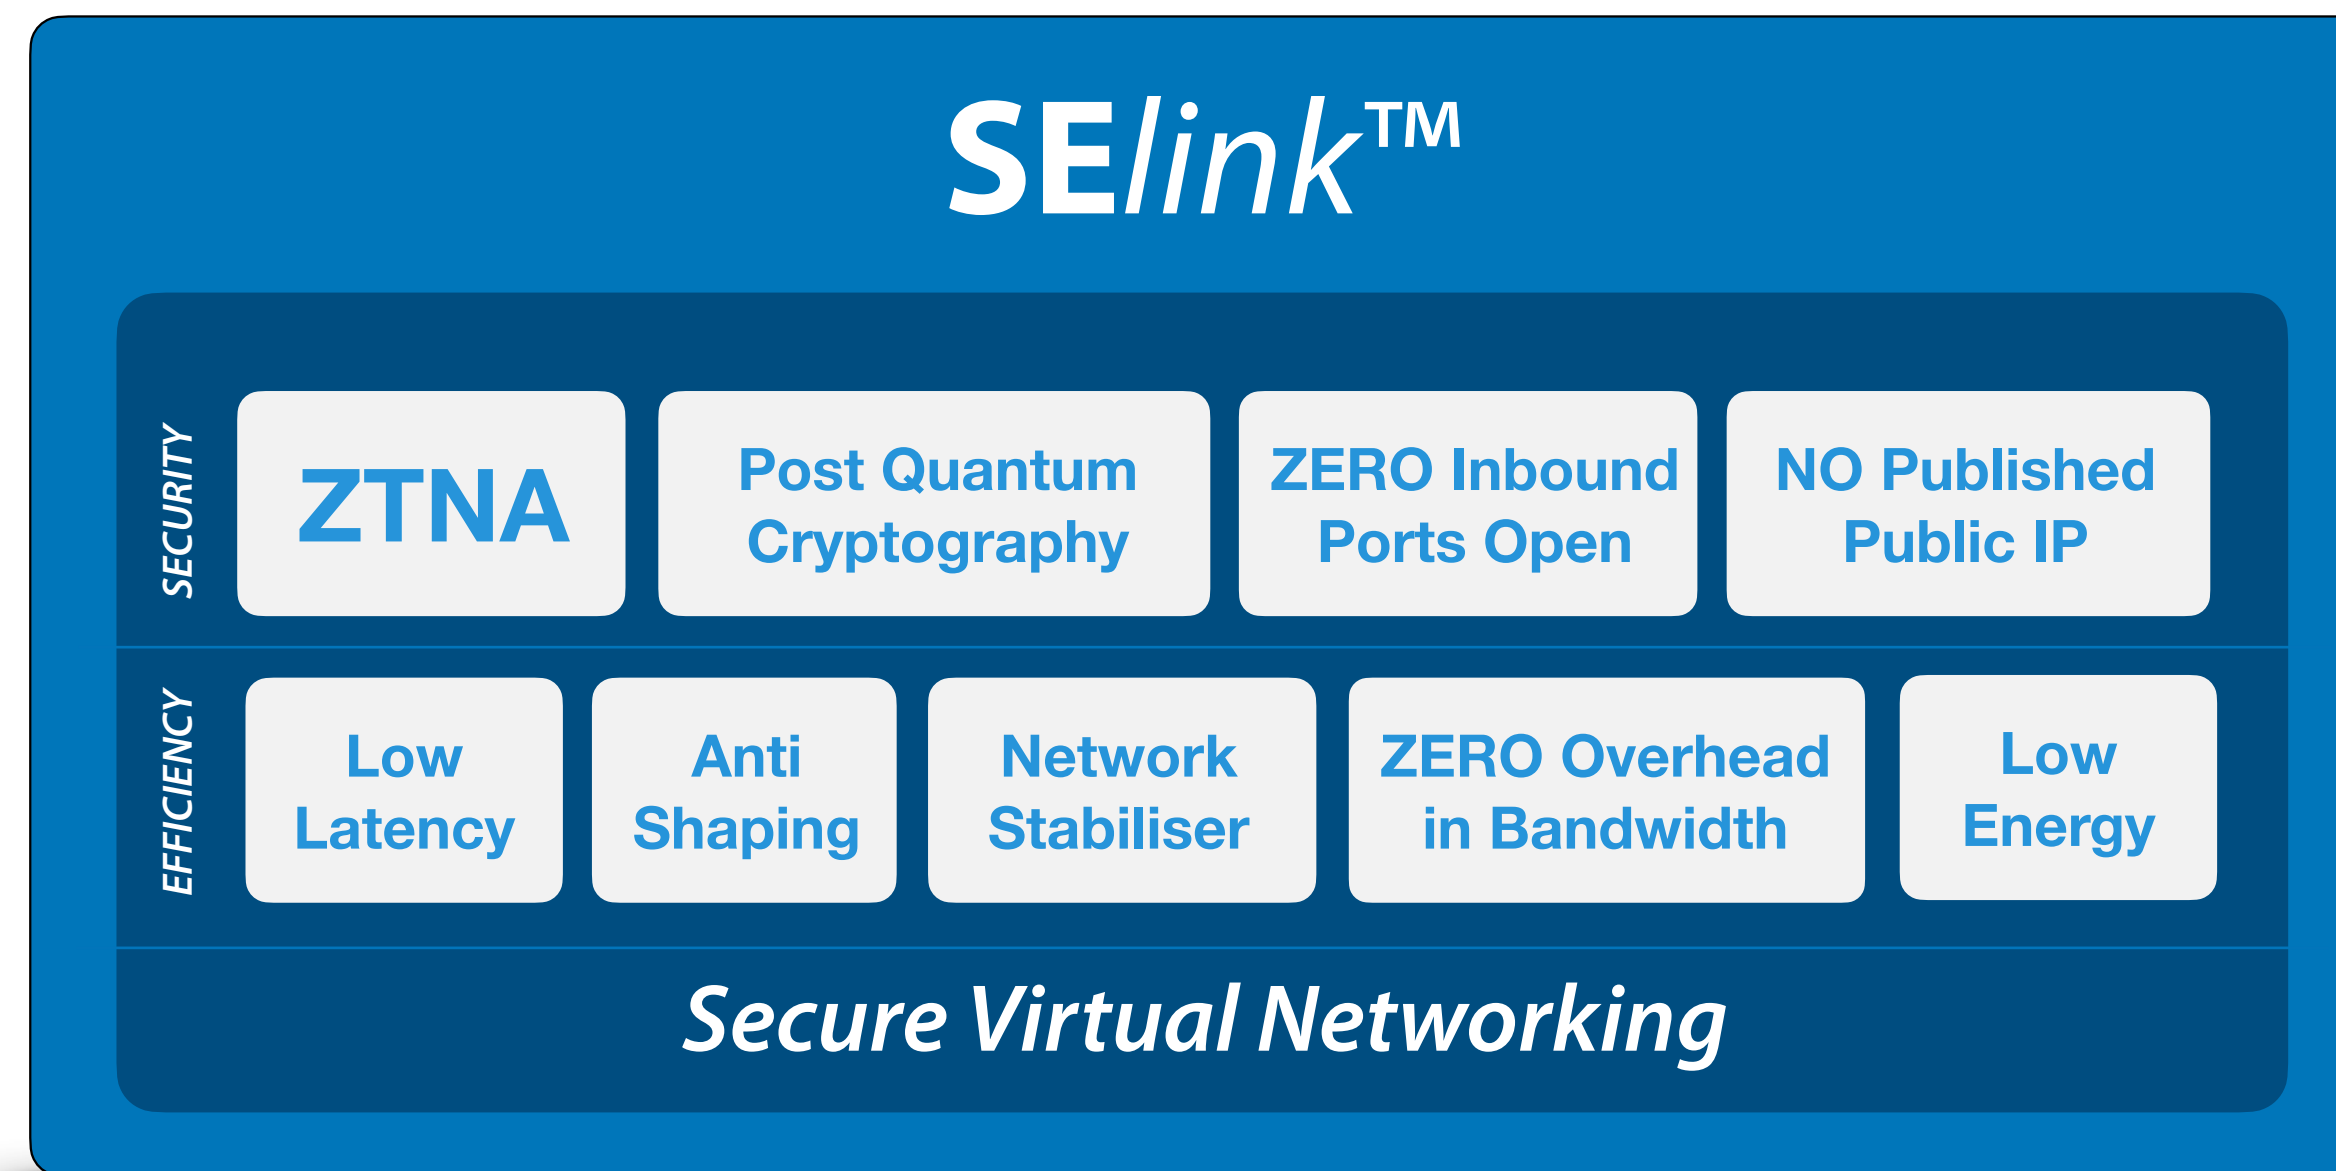 SElink™
SECURITY
ZTNA
Post Quantum
Cryptography
ZERO Inbound
Ports Open
NO Published
Public IP
EFFICIENCY
Low
Latency
Anti
Shaping
Network
Stabiliser
ZERO Overhead
in Bandwidth
Low
Energy
Secure Virtual Networking